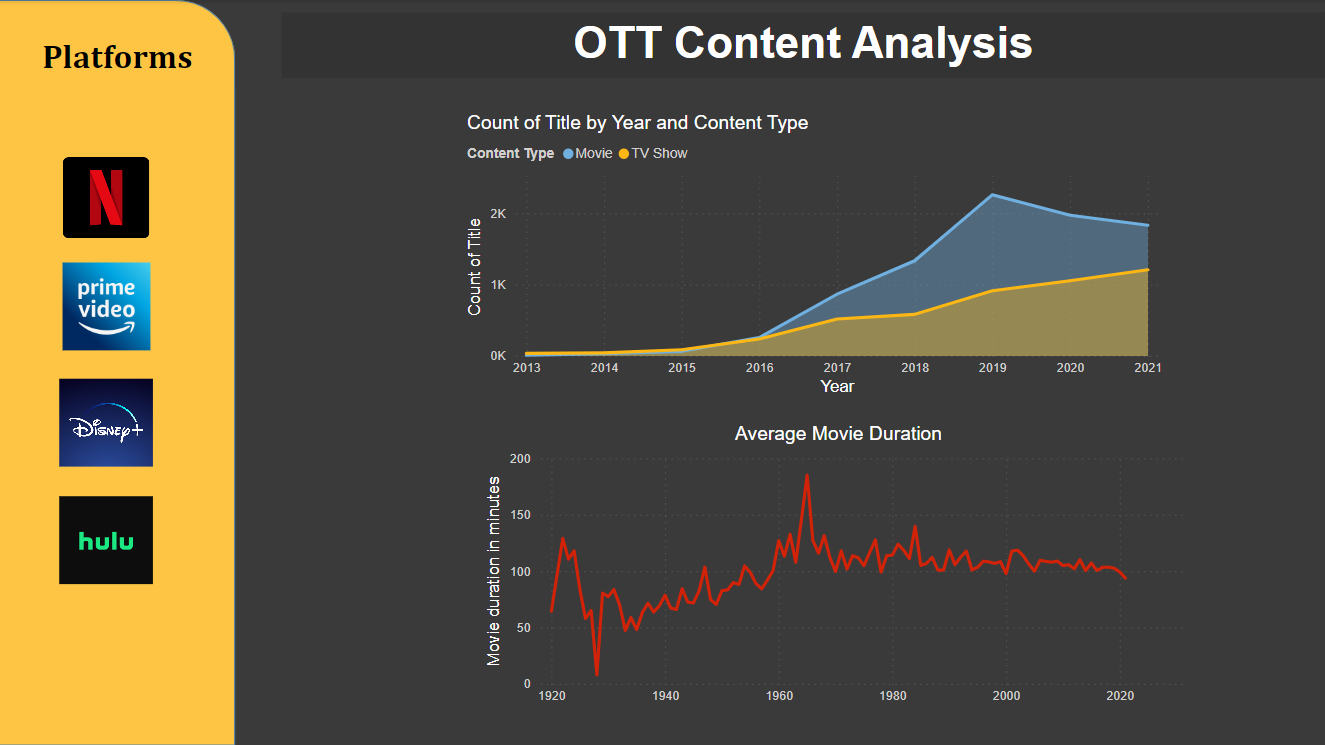 Platforms
N
prime
video
Disney+
hulu
OTT Content Analysis
Count of Title by Year and Content Type
Content Type Movie TV Show
Count of Title
2K
1K
0K
2013 2014 2015 2016 2017 2018 2019 2020 2021
Year
Average Movie Duration
Movie duration in minutes
200
150
100
50
0
1920 1940 1960 1980 2000 2020